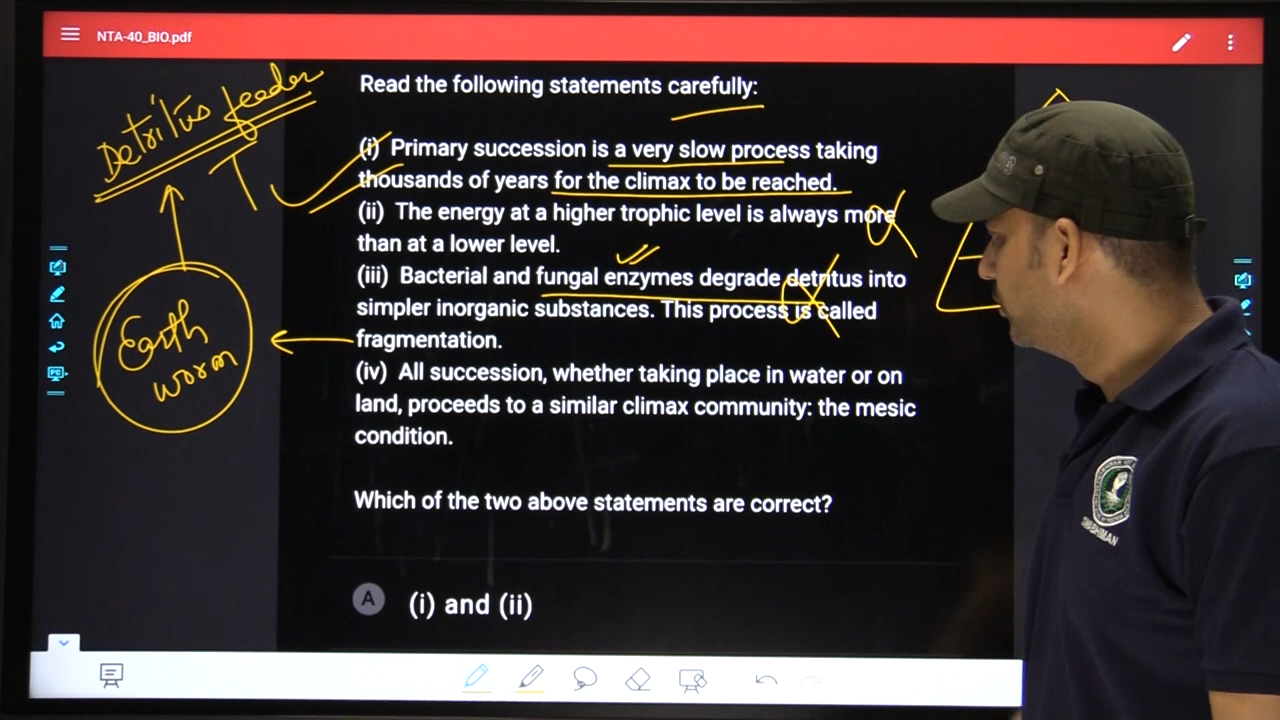 NTA-40_BIO.pdf
Read the following statements carefully:
Detritus feeder
T
(i) Primary succession is a very slow process taking
thousands of years for the climax to be reached.
(ii) The energy at a higher trophic level is always more
than at a lower level.
(iii) Bacterial and fungal enzymes degrade detritus into
simpler inorganic substances. This process is called
fragmentation.
Earth
worm
(iv) All succession, whether taking place in water or on
land, proceeds to a similar climax community: the mesic
condition.
Which of the two above statements are correct?
A (i) and (ii)
PC